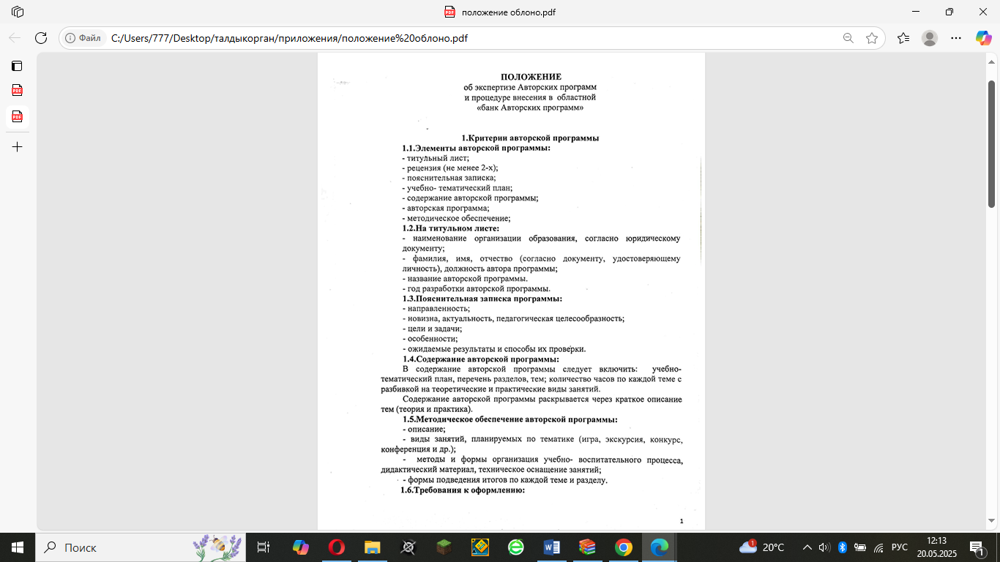 положение облоно.pdf
Файл
C:/Users/777/Desktop/талдыкорган/приложения/положение%20облоно.pdf
ПОЛОЖЕНИЕ
об экспертизе Авторских программ
и процедуре внесения в областной
«банк Авторских программ»
1.Критерии авторской программы
1.1.Элементы авторской программы:
- титульный лист;
- рецензия (не менее 2-х);
- пояснительная записка;
- учебно- тематический план;
- содержание авторской программы;
- авторская программа;
- методическое обеспечение;
1.2.На титульном листе:
- наименование организации образования, согласно юридическому
документу;
- фамилия, имя, отчество (согласно документу, удостоверяющему
личность), должность автора программы;
- название авторской программы.
- год разработки авторской программы.
1.3.Пояснительная записка программы:
- направленность;
- новизна, актуальность, педагогическая целесообразность;
- цели и задачи;
- особенности;
- ожидаемые результаты и способы их проверки.
1.4.Содержание авторской программы:
В содержание авторской программы следует включить: учебно-
тематический план, перечень разделов, тем; количество часов по каждой теме с
разбивкой на теоретические и практические виды занятий.
Содержание авторской программы раскрывается через краткое описание
тем (теория и практика).
1.5.Методическое обеспечение авторской программы:
- описание;
- виды занятий, планируемых по тематике (игра, экскурсия, конкурс,
конференция и др.);
- методы и формы организация учебно- воспитательного процесса,
дидактический материал, техническое оснащение занятий;
- формы подведения итогов по каждой теме и разделу.
1.6.Требования к оформлению:
1
Поиск
1
20°C
РУС
12:13
20.05.2025
1